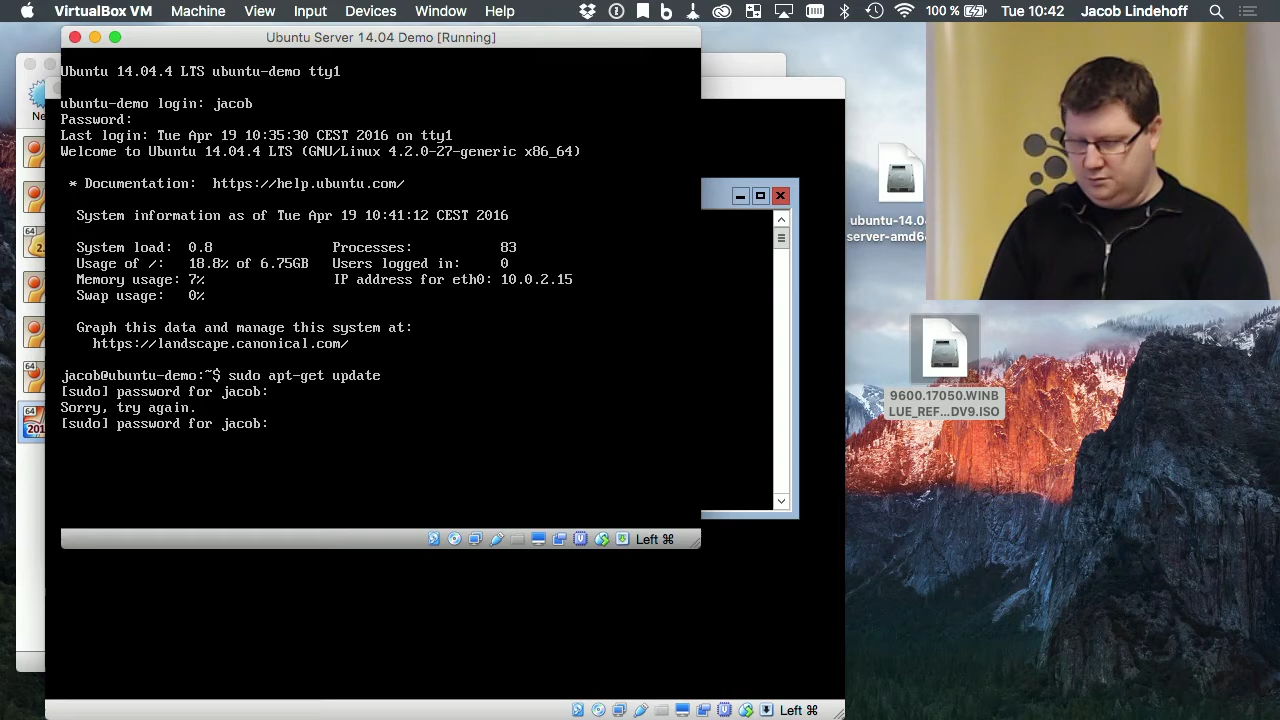 VirtualBox VM Machine View Input Devices Window Help 100 % Tue 10:42 Jacob Lindehoff
Ubuntu Server 14.04 Demo [Running]
Ubuntu 14.04.4 LTS ubuntu-demo tty1
ubuntu-demo login: jacob
Password:
Last login: Tue Apr 19 10:35:30 CEST 2016 on tty1
Welcome to Ubuntu 14.04.4 LTS (GNU/Linux 4.2.0-27-generic x86_64)
* Documentation: https://help.ubuntu.com/
System information as of Tue Apr 19 10:41:12 CEST 2016
System load: 0.8 Processes: 83
Usage of /: 18.8% of 6.75GB Users logged in: 0
Memory usage: 7% IP address for eth0: 10.0.2.15
Swap usage: 0%
Graph this data and manage this system at:
https://landscape.canonical.com/
jacob@ubuntu-demo:~$ sudo apt-get update
[sudo] password for jacob:
Sorry, try again.
[sudo] password for jacob:
Left ⌘
Left ⌘
Ne
64
2.
64
64
201
ubuntu-14.0
server-amd6
9600.17050.WINB
LUE_REF...DV9.ISO